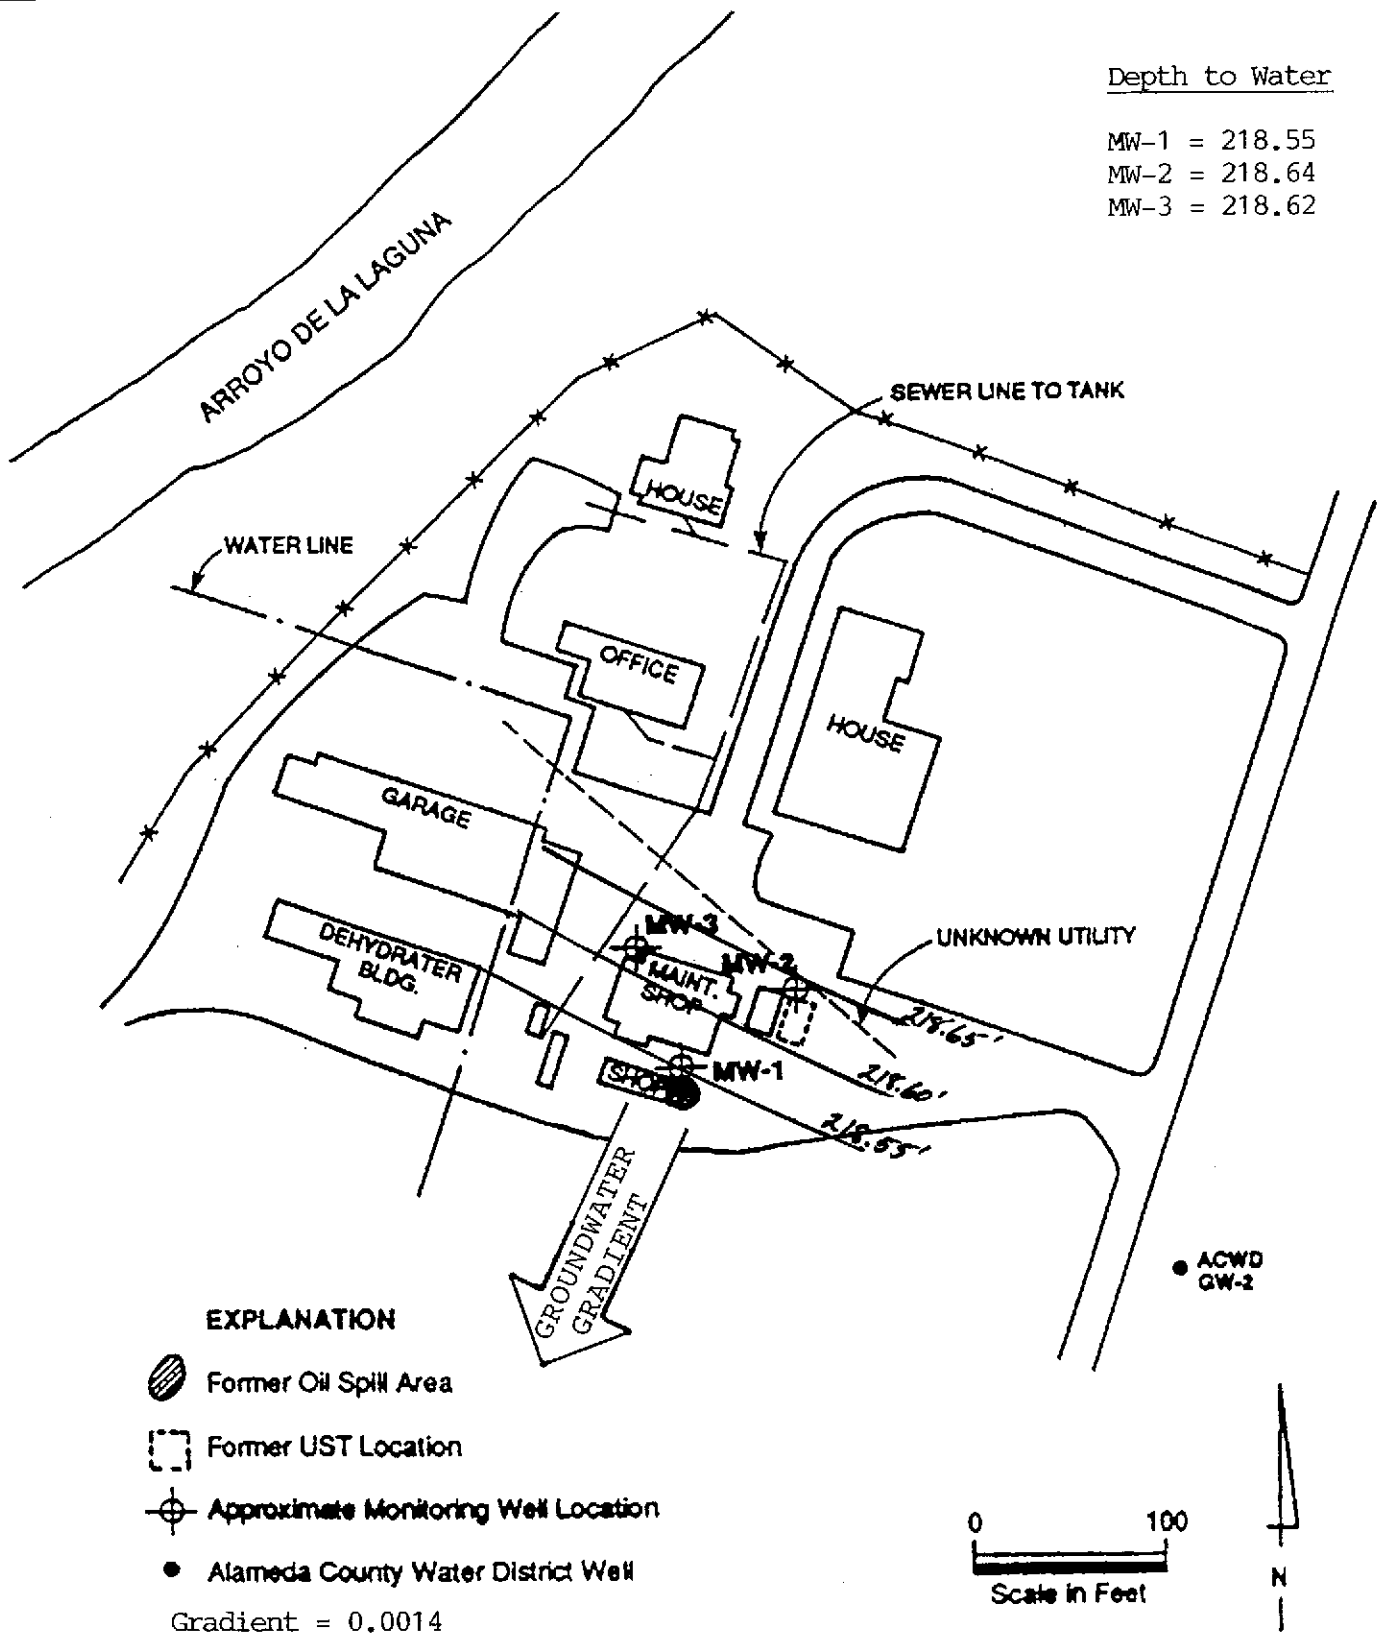 Depth to Water
MW-1 = 218.55
MW-2 = 218.64
MW-3 = 218.62
ARROYO DE LA LAGUNA
SEWER LINE TO TANK
HOUSE
WATER LINE
OFFICE
HOUSE
GARAGE
MW-3
UNKNOWN UTILITY
DEHYDRATER
BLDG.
MW-2
MAINT.
SHOP
218.65'
MW-1
218.60'
SHOP
218.55'
GROUNDWATER
GRADIENT
ACWD
GW-2
EXPLANATION
Former Oil Spill Area
Former UST Location
Approximate Monitoring Well Location
Alameda County Water District Well
Gradient = 0.0014
0 100
Scale in Feet
N